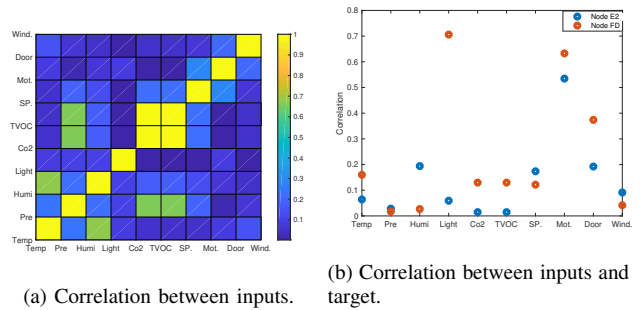 Wind.
Door
Mot.
SP.
TVOC
Co2
Light
Humi
Pre
Temp
Temp Pre Humi Light Co2 TVOC SP. Mot. Door Wind.
1
0.9
0.8
0.7
0.6
0.5
0.4
0.3
0.2
0.1
(a) Correlation between inputs.
0.8
0.7
0.6
0.5
0.4
0.3
0.2
0.1
0
Correlation
Node E2
Node FD
Temp Pre Humi Light Co2 TVOC SP. Mot. Door Wind.
(b) Correlation between inputs and
target.